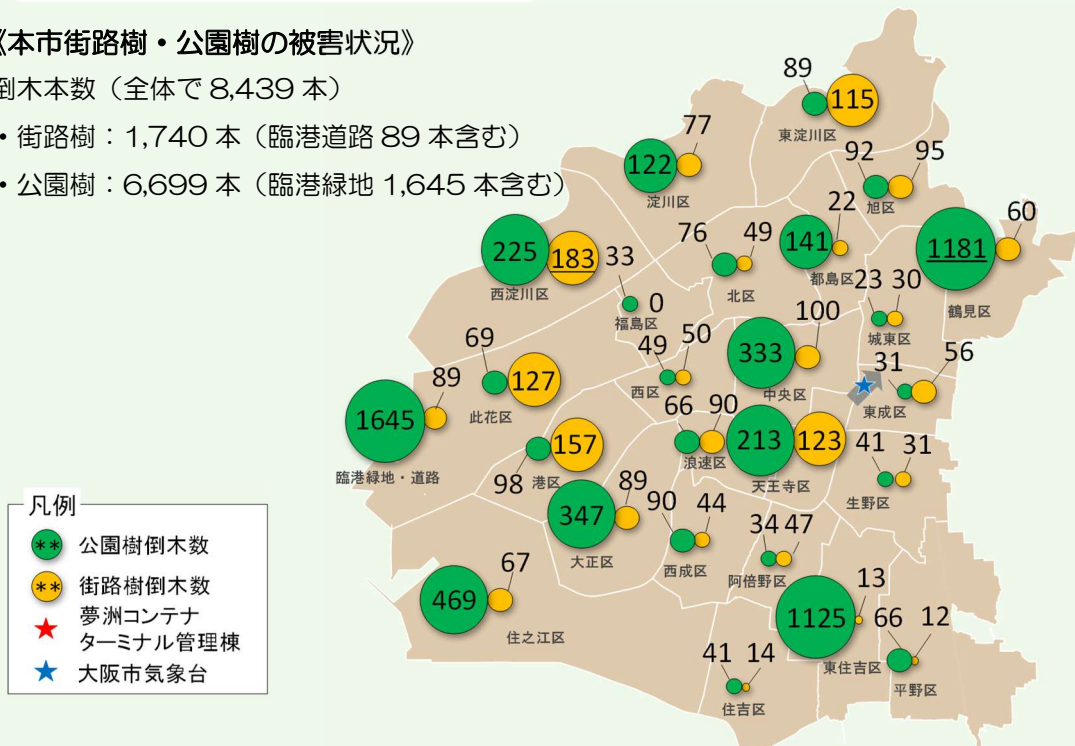 《本市街路樹・公園樹の被害状況》
倒木本数（全体で 8,439 本）
・街路樹：1,740 本（臨港道路 89 本含む）
・公園樹：6,699 本（臨港緑地 1,645 本含む）
89
115
東淀川区
77
122
淀川区
92
95
旭区
22
141
都島区
60
1181
鶴見区
76
49
北区
225
183
西淀川区
33
0
福島区
23
30
城東区
100
333
中央区
49
50
西区
31
56
東成区
69
127
此花区
89
1645
臨港緑地・道路
66
90
浪速区
213
123
天王寺区
41
31
生野区
157
98
港区
89
347
大正区
90
44
西成区
34
47
阿倍野区
67
469
住之江区
13
1125
東住吉区
66
12
平野区
41
14
住吉区
凡例
** 公園樹倒木数
** 街路樹倒木数
夢洲コンテナ
ターミナル管理棟
大阪市気象台